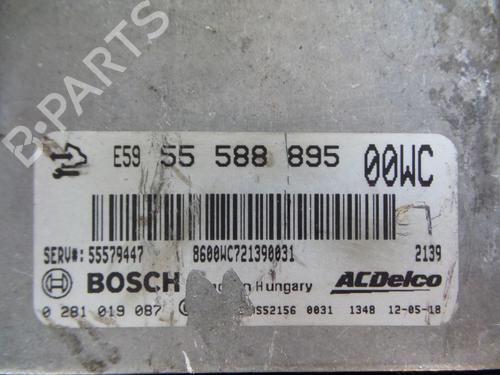 B-PARTS
E59 55 588 895 00WC
SERV#: 55579447 8600WC721390031 2139
BOSCH in Hungary ACDelco
0 281 019 087 0031 1348 12-05-18